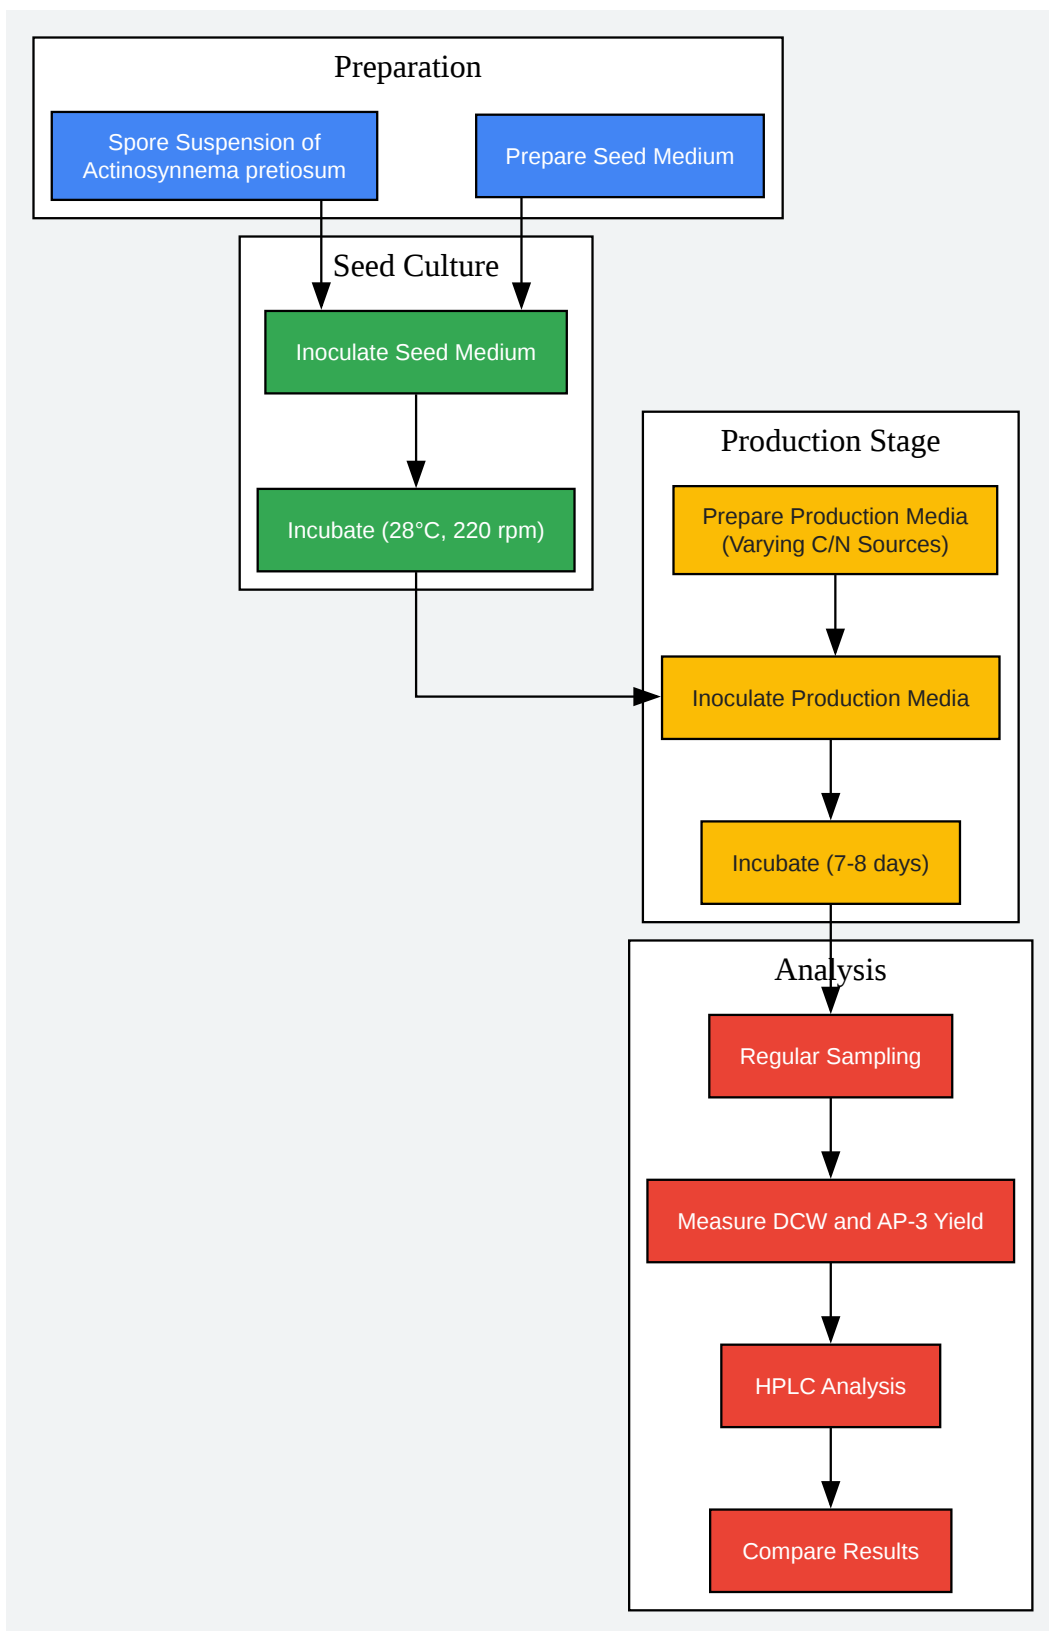 Preparation
Spore Suspension of
Actinosynnema pretiosum
Prepare Seed Medium
Seed Culture
Inoculate Seed Medium
Incubate (28°C, 220 rpm)
Production Stage
Prepare Production Media
(Varying C/N Sources)
Inoculate Production Media
Incubate (7-8 days)
Analysis
Regular Sampling
Measure DCW and AP-3 Yield
HPLC Analysis
Compare Results